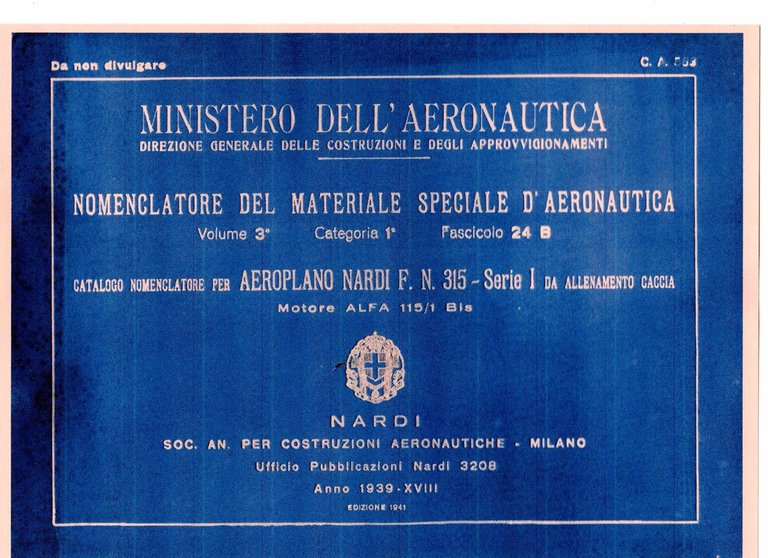 Da non divulgare
C. A.
MINISTERO DELL'AERONAUTICA
DIREZIONE GENERALE DELLE COSTRUZIONI E DEGLI APPROVVIGIONAMENTI
NOMENCLATORE DEL MATERIALE SPECIALE D'AERONAUTICA
Volume 3° Categoria 1ª Fascicolo 24 B
CATALOGO NOMENCLATORE PER AEROPLANO NARDI F. N. 315 - Serie I DA ALLENAMENTO CACCIA
Motore ALFA 115/1 Bis
NARDI
SOC. AN. PER COSTRUZIONI AERONAUTICHE - MILANO
Ufficio Pubblicazioni Nardi 3208
Anno 1939-XVIII
EDIZIONE 1941